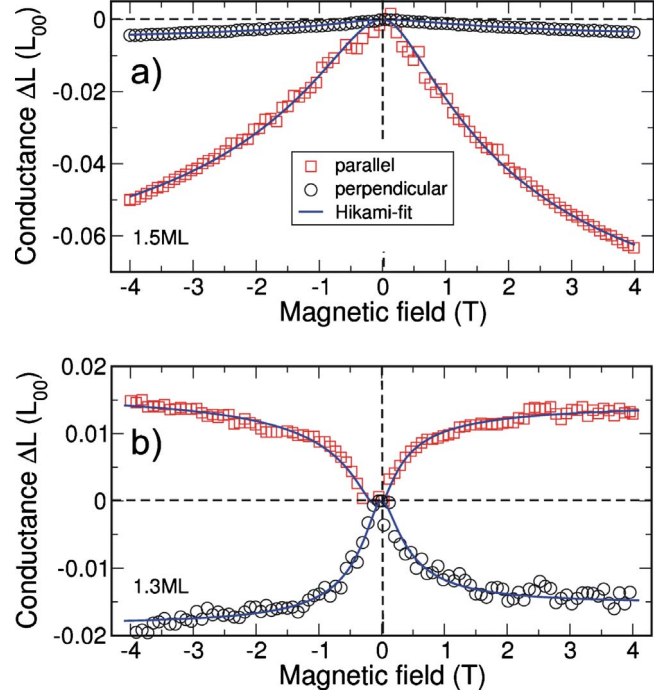 0
-0.02
-0.04
-0.06
Conductance ΔL (L₀₀)
a)
parallel
perpendicular
Hikami-fit
1.5ML
-4 -3 -2 -1 0 1 2 3 4
Magnetic field (T)
0.02
0.01
0
-0.01
-0.02
Conductance ΔL (L₀₀)
b)
1.3ML
-4 -3 -2 -1 0 1 2 3 4
Magnetic field (T)